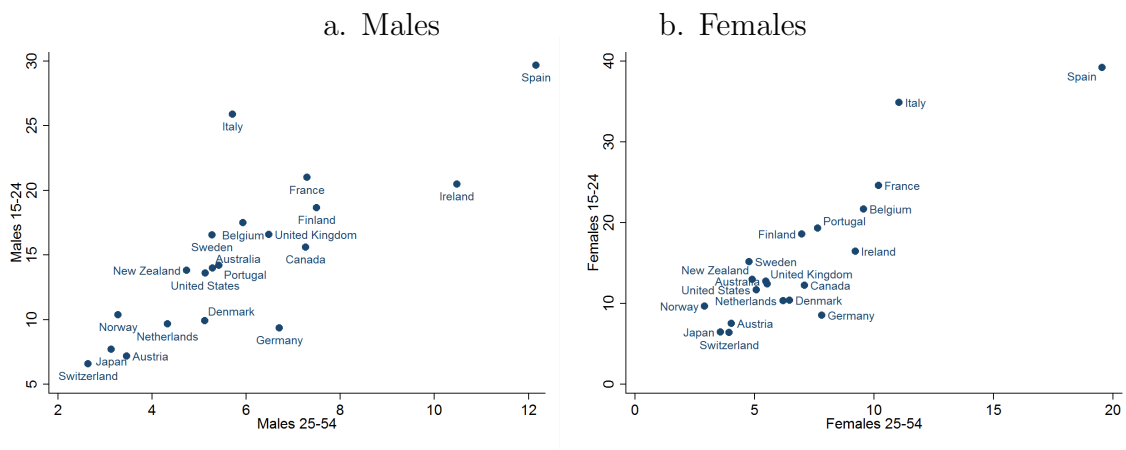 a. Males
30
25
20
15
10
5
Males 15-24
Spain
Italy
France
Ireland
Finland
Belgium
United Kingdom
Sweden
Canada
Australia
New Zealand
Portugal
United States
Denmark
Norway
Netherlands
Germany
Japan
Austria
Switzerland
2 4 6 8 10 12
Males 25-54
b. Females
40
30
20
10
0
Females 15-24
Spain
Italy
France
Belgium
Portugal
Finland
Ireland
Sweden
New Zealand
United Kingdom
Australia
Canada
United States
Netherlands
Denmark
Norway
Germany
Austria
Japan
Switzerland
0 5 10 15 20
Females 25-54